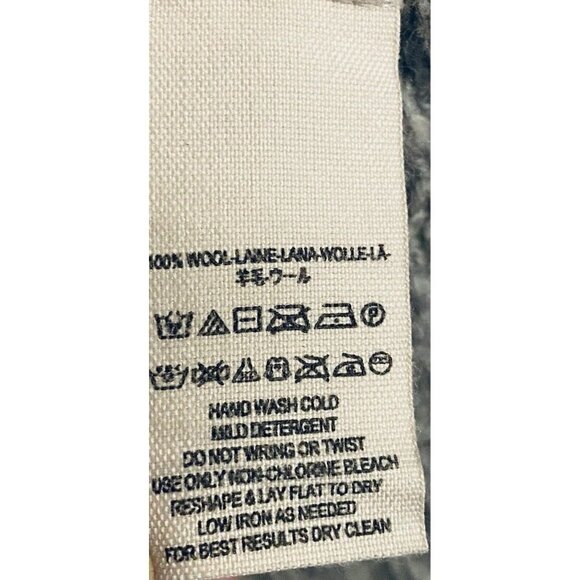 100% WOOL-LAINE-LANA-WOLLE-LÃ-
羊毛-ウール
HAND WASH COLD
MILD DETERGENT
DO NOT WRING OR TWIST
USE ONLY NON-CHLORINE BLEACH
RESHAPE & LAY FLAT TO DRY
LOW IRON AS NEEDED
FOR BEST RESULTS DRY CLEAN